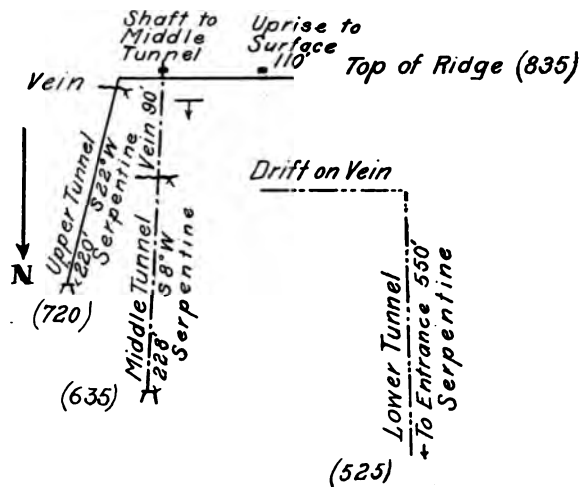 Shaft to
Middle
Tunnel
Uprise to
Surface
110'
Top of Ridge (835)
Vein
Vein 90'
Upper Tunnel
220' S22°W
Serpentine
N
(720)
Middle Tunnel
228' S8°W
Serpentine
(635)
Drift on Vein
Lower Tunnel
←To Entrance 550'
Serpentine
(525)